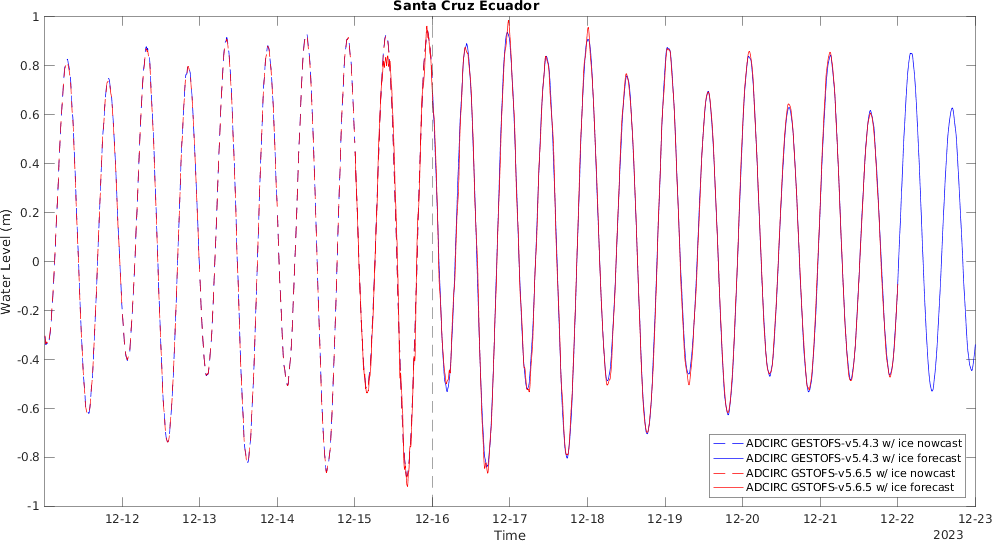 Santa Cruz Ecuador
1
0.8
0.6
0.4
0.2
0
-0.2
-0.4
-0.6
-0.8
-1
Water Level (m)
ADCIRC GESTOFS-v5.4.3 w/ ice nowcast
ADCIRC GESTOFS-v5.4.3 w/ ice forecast
ADCIRC GSTOFS-v5.6.5 w/ ice nowcast
ADCIRC GSTOFS-v5.6.5 w/ ice forecast
12-12 12-13 12-14 12-15 12-16 12-17 12-18 12-19 12-20 12-21 12-22 12-23
Time
2023